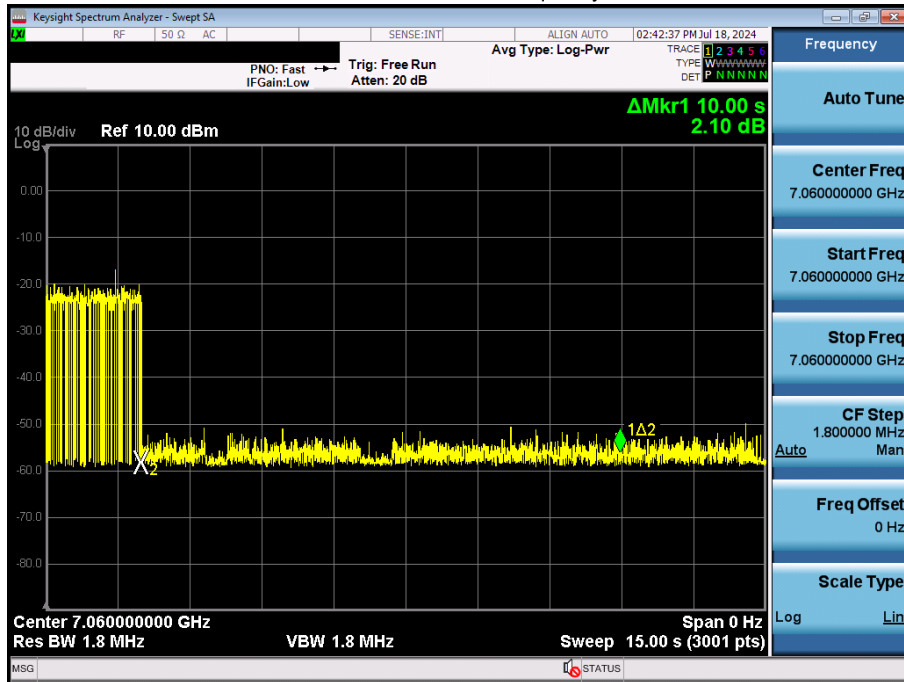 Keysight Spectrum Analyzer - Swept SA
LXI RF 50 Ω AC SENSE:INT ALIGN AUTO 02:42:37 PM Jul 18, 2024
Avg Type: Log-Pwr TRACE 1 2 3 4 5 6
PNO: Fast Trig: Free Run TYPE WWWWWW
IFGain:Low Atten: 20 dB DET P N N N N N
ΔMkr1 10.00 s
2.10 dB
10 dB/div Ref 10.00 dBm
Log
0.00
-10.0
-20.0
-30.0
-40.0
-50.0
-60.0
-70.0
-80.0
1Δ2
2
Center 7.060000000 GHz Span 0 Hz
Res BW 1.8 MHz VBW 1.8 MHz Sweep 15.00 s (3001 pts)
MSG STATUS
Frequency
Auto Tune
Center Freq
7.060000000 GHz
Start Freq
7.060000000 GHz
Stop Freq
7.060000000 GHz
CF Step
1.800000 MHz
Auto Man
Freq Offset
0 Hz
Scale Type
Log Lin